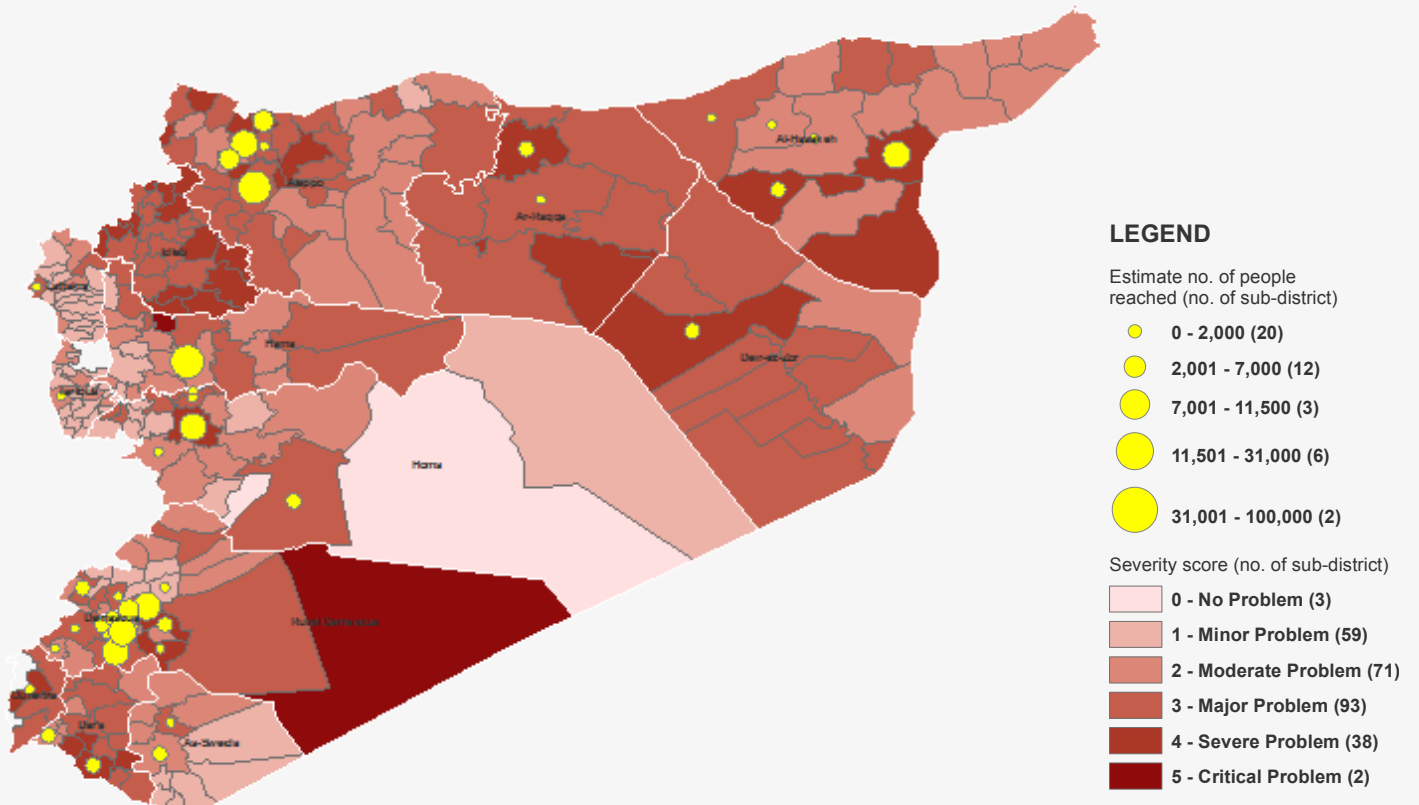 Al-Hasakeh
Aleppo
Ar-Raqqa
Idleb
Lattakia
Hama
Deir-ez-Zor
Tartous
Homs
Damascus
Rural Damascus
Quneitra
Dar'a
As-Sweida
LEGEND
Estimate no. of people
reached (no. of sub-district)
0 - 2,000 (20)
2,001 - 7,000 (12)
7,001 - 11,500 (3)
11,501 - 31,000 (6)
31,001 - 100,000 (2)
Severity score (no. of sub-district)
0 - No Problem (3)
1 - Minor Problem (59)
2 - Moderate Problem (71)
3 - Major Problem (93)
4 - Severe Problem (38)
5 - Critical Problem (2)